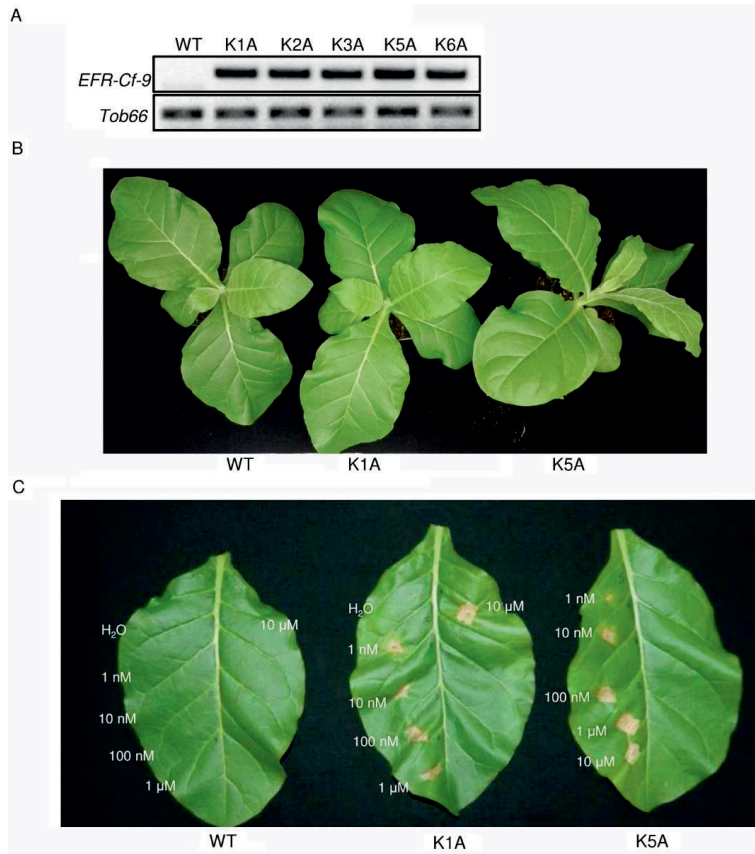 A
WT K1A K2A K3A K5A K6A
EFR-Cf-9
Tob66
B
WT K1A K5A
C
H₂O
1 nM
10 nM
100 nM
1 µM
10 µM
H₂O
1 nM
10 nM
100 nM
1 µM
10 µM
1 nM
10 nM
100 nM
1 µM
10 µM
WT K1A K5A